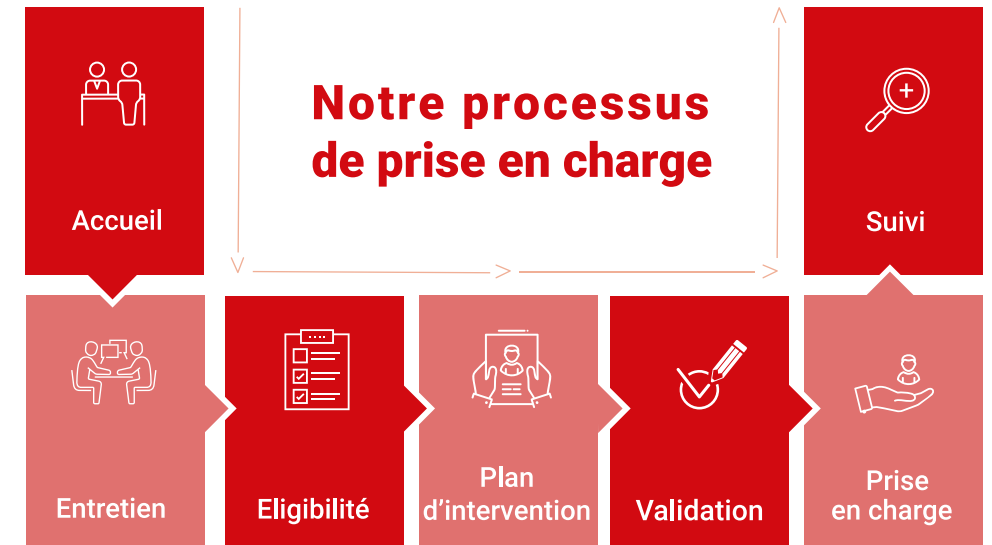 Notre processus
de prise en charge
Accueil
Entretien
Eligibilité
Plan
d'intervention
Validation
Prise
en charge
Suivi